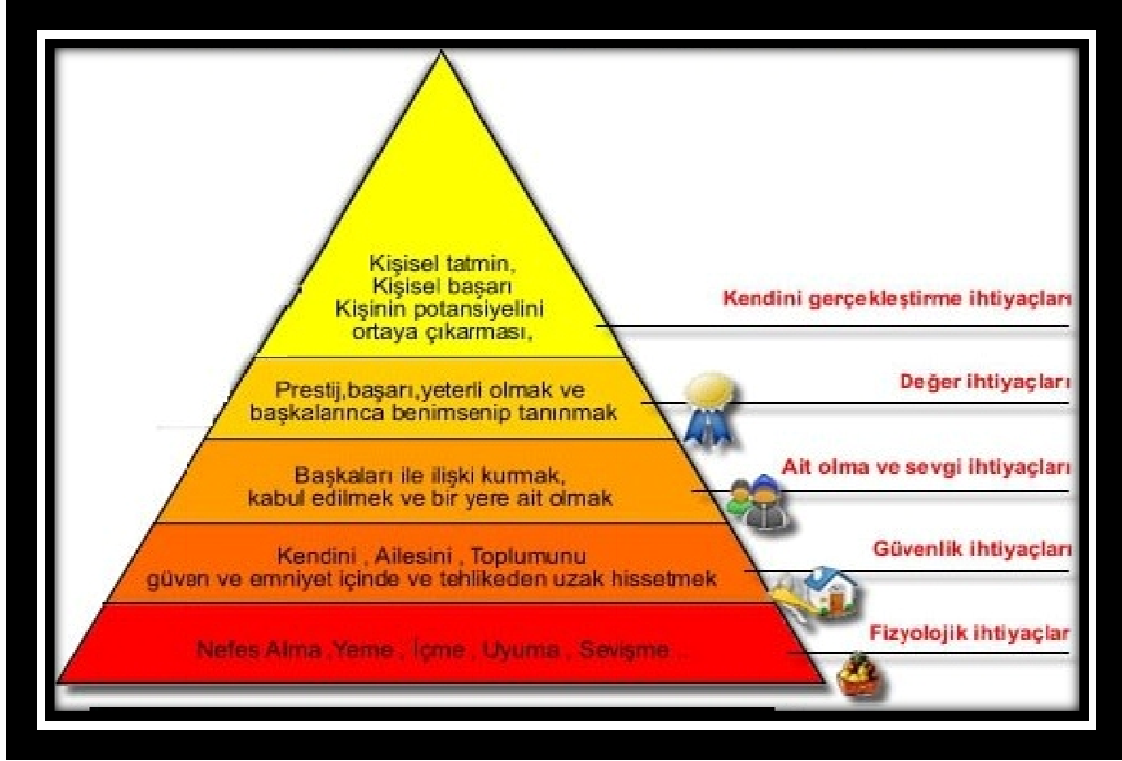 Kişisel tatmin,
Kişisel başarı
Kişinin potansiyelini
ortaya çıkarması,
Kendini gerçekleştirme ihtiyaçları
Prestij,başarı,yeterli olmak ve
başkalarınca benimsenip tanınmak
Değer ihtiyaçları
Başkaları ile ilişki kurmak,
kabul edilmek ve bir yere ait olmak
Ait olma ve sevgi ihtiyaçları
Kendini , Ailesini , Toplumunu
güven ve emniyet içinde ve tehlikeden uzak hissetmek
Güvenlik ihtiyaçları
Nefes Alma ,Yeme , İçme , Uyuma , Sevişme ...
Fizyolojik ihtiyaçlar